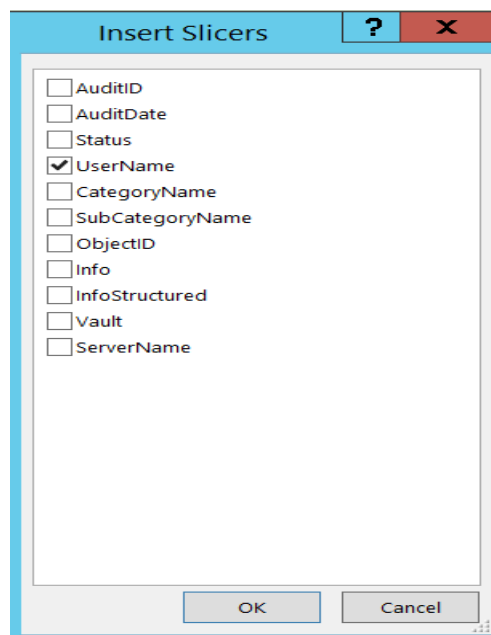 Insert Slicers ? X
AuditID
AuditDate
Status
UserName
CategoryName
SubCategoryName
ObjectID
Info
InfoStructured
Vault
ServerName
OK Cancel